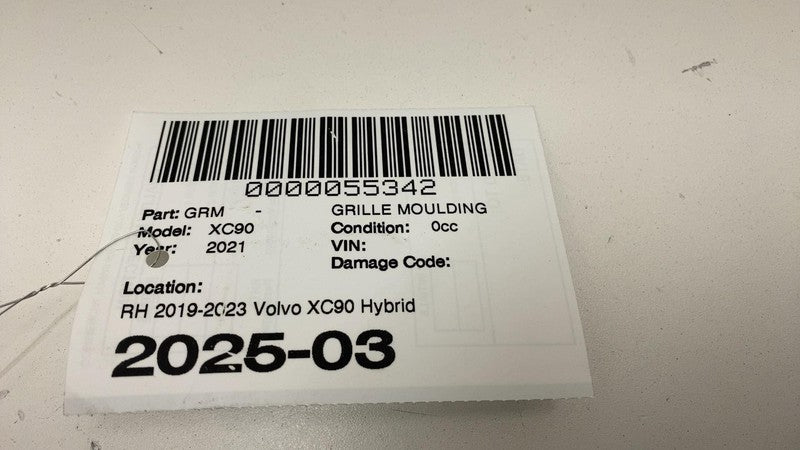 0000055342
Part: GRM - GRILLE MOULDING
Model: XC90 Condition: 0cc
Year: 2021 VIN:
Damage Code:
Location:
RH 2019-2023 Volvo XC90 Hybrid
2025-03